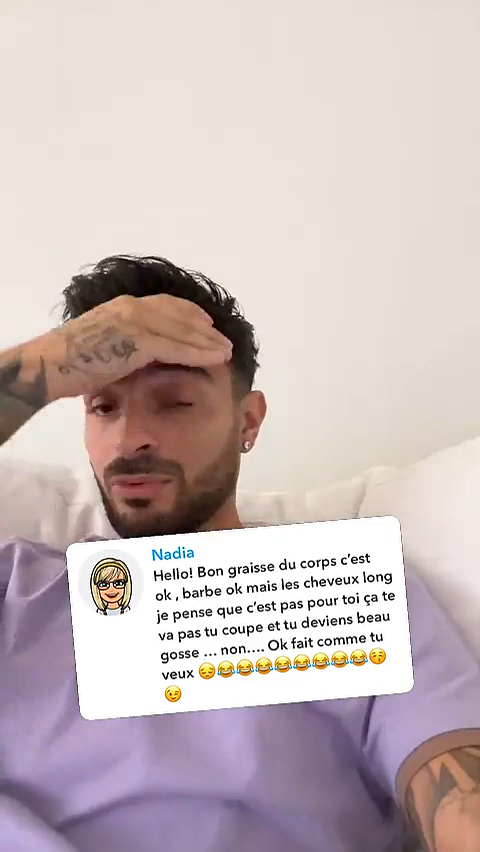 Nadia
Hello! Bon graisse du corps c’est
ok , barbe ok mais les cheveux long
je pense que c’est pas pour toi ça te
va pas tu coupe et tu deviens beau
gosse ... non.... Ok fait comme tu
veux 😔😂😂😂😂😂😂😂😂😚
😉